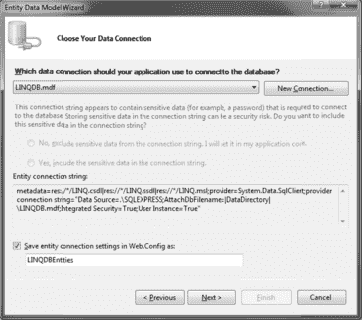 Entity Data Model Wizard
Choose Your Data Connection
Which data connection should your application use to connect to the database?
LINQDB.mdf
New Connection...
This connection string appears to contain sensitive data (for example, a password) that is required to connect
to the database. Storing sensitive data in the connection string can be a security risk. Do you want to include
this sensitive data in the connection string?
No, exclude sensitive data from the connection string. I will set it in my application code.
Yes, include the sensitive data in the connection string.
Entity connection string:
metadata=res://*/LINQ.csdl|res://*/LINQ.ssdl|res://*/LINQ.msl;provider=System.Data.SqlClient;provider
connection string="Data Source=.\SQLEXPRESS;AttachDbFilename=|DataDirectory|
\LINQDB.mdf;Integrated Security=True;User Instance=True"
Save entity connection settings in Web.Config as:
LINQDBEntities
< Previous
Next >
Finish
Cancel